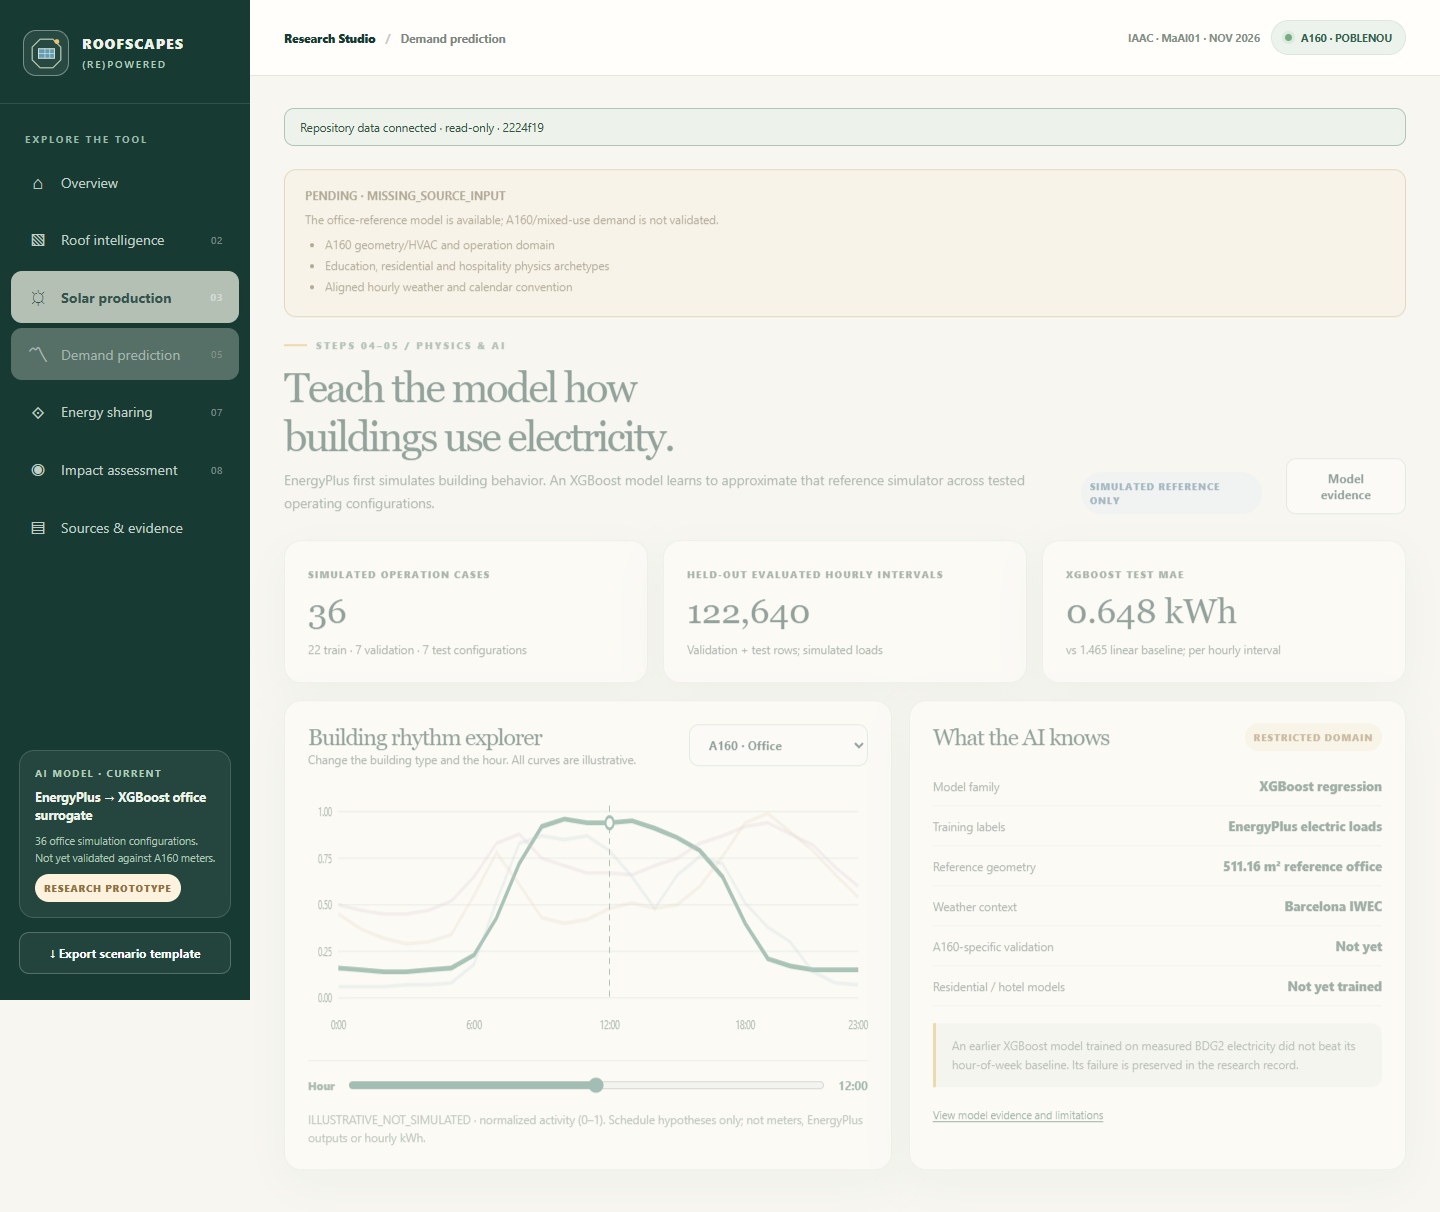 ROOFSCAPES
(RE)POWERED
EXPLORE THE TOOL
Overview
Roof intelligence 02
Solar production 03
Demand prediction 05
Energy sharing 07
Impact assessment 08
Sources & evidence
AI MODEL · CURRENT
EnergyPlus → XGBoost office
surrogate
36 office simulation configurations.
Not yet validated against A160 meters.
RESEARCH PROTOTYPE
↓ Export scenario template
Research Studio / Demand prediction
IAAC · MaAI01 · NOV 2026
A160 · POBLENOU
Repository data connected · read-only · 2224f19
PENDING · MISSING_SOURCE_INPUT
The office-reference model is available; A160/mixed-use demand is not validated.
• A160 geometry/HVAC and operation domain
• Education, residential and hospitality physics archetypes
• Aligned hourly weather and calendar convention
STEPS 04–05 / PHYSICS & AI
Teach the model how
buildings use electricity.
EnergyPlus first simulates building behavior. An XGBoost model learns to approximate that reference simulator across tested
operating configurations.
SIMULATED REFERENCE
ONLY
Model
evidence
SIMULATED OPERATION CASES
36
22 train · 7 validation · 7 test configurations
HELD-OUT EVALUATED HOURLY INTERVALS
122,640
Validation + test rows; simulated loads
XGBOOST TEST MAE
0.648 kWh
vs 1.465 linear baseline; per hourly interval
Building rhythm explorer
Change the building type and the hour. All curves are illustrative.
A160 · Office
1.00
0.75
0.50
0.25
0.00
0:00 6:00 12:00 18:00 23:00
Hour 12:00
ILLUSTRATIVE_NOT_SIMULATED · normalized activity (0–1). Schedule hypotheses only; not meters, EnergyPlus
outputs or hourly kWh.
What the AI knows
RESTRICTED DOMAIN
Model family XGBoost regression
Training labels EnergyPlus electric loads
Reference geometry 511.16 m² reference office
Weather context Barcelona IWEC
A160-specific validation Not yet
Residential / hotel models Not yet trained
An earlier XGBoost model trained on measured BDG2 electricity did not beat its
hour-of-week baseline. Its failure is preserved in the research record.
View model evidence and limitations